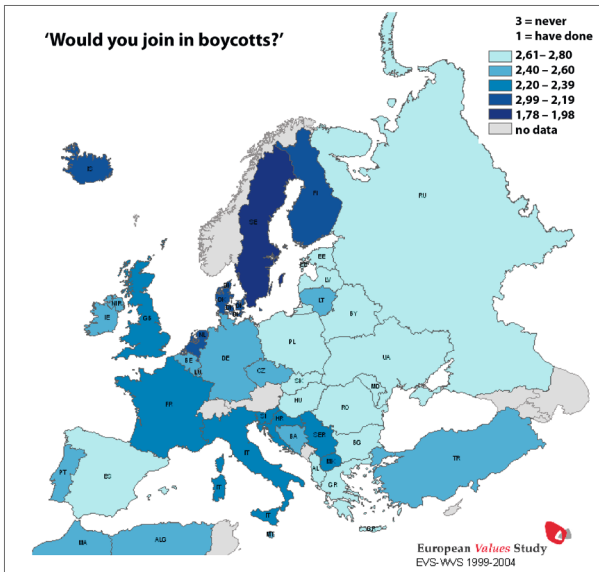 'Would you join in boycotts?'
3 = never
1 = have done
2,61– 2,80
2,40 – 2,60
2,20 – 2,39
2,99 – 2,19
1,78 – 1,98
no data
IS
FI
SE
RU
EE
LV
LT
BY
IE
GB
NL
BE
DE
PL
CZ
UA
SK
FR
HU
MD
RO
HR
BA
SER
IT
BG
PT
ES
AL
GR
TR
IT
IT
MA
ALG
European Values Study
EVS-WVS 1999-2004